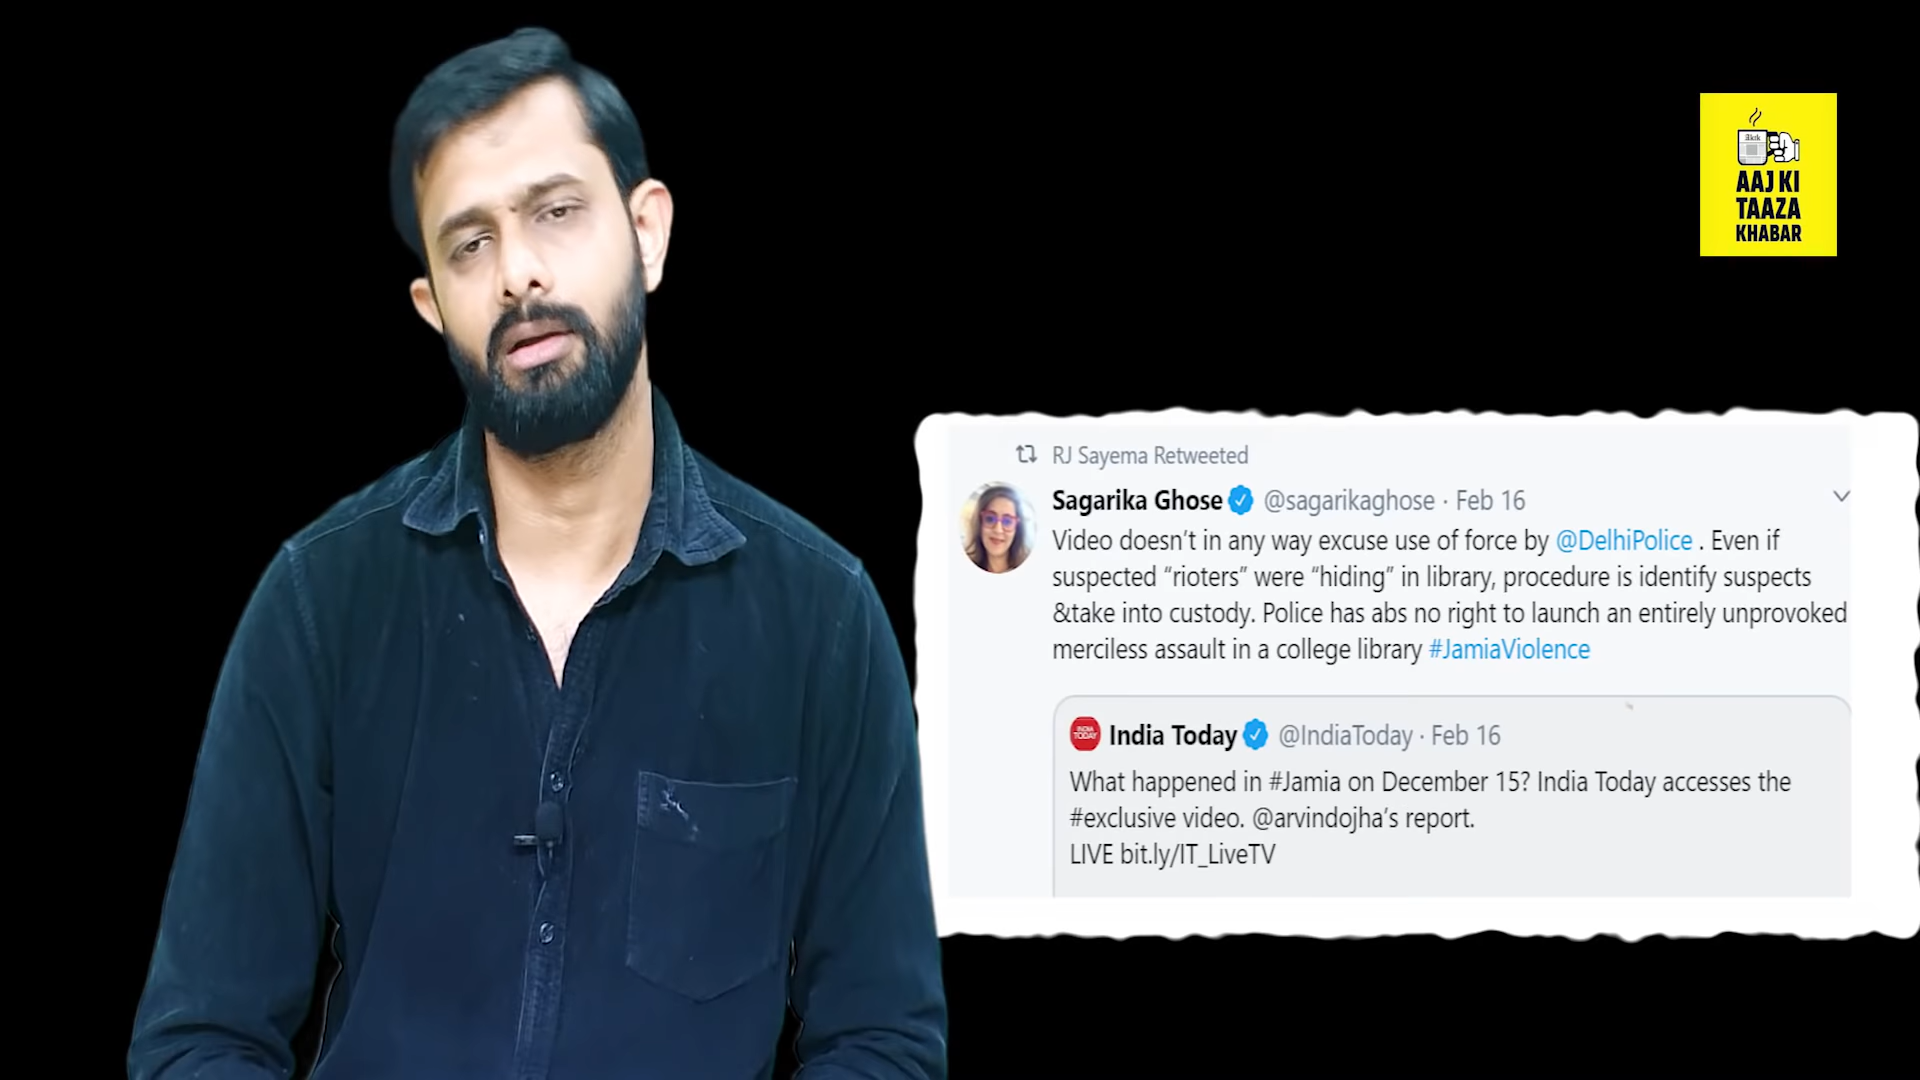 Aktk
AAJ KI
TAAZA
KHABAR
RJ Sayema Retweeted
Sagarika Ghose @sagarikaghose · Feb 16
Video doesn't in any way excuse use of force by @DelhiPolice . Even if
suspected “rioters” were “hiding” in library, procedure is identify suspects
&take into custody. Police has abs no right to launch an entirely unprovoked
merciless assault in a college library #JamiaViolence
INDIA
TODAY
India Today @IndiaToday · Feb 16
What happened in #Jamia on December 15? India Today accesses the
#exclusive video. @arvindojha's report.
LIVE bit.ly/IT_LiveTV